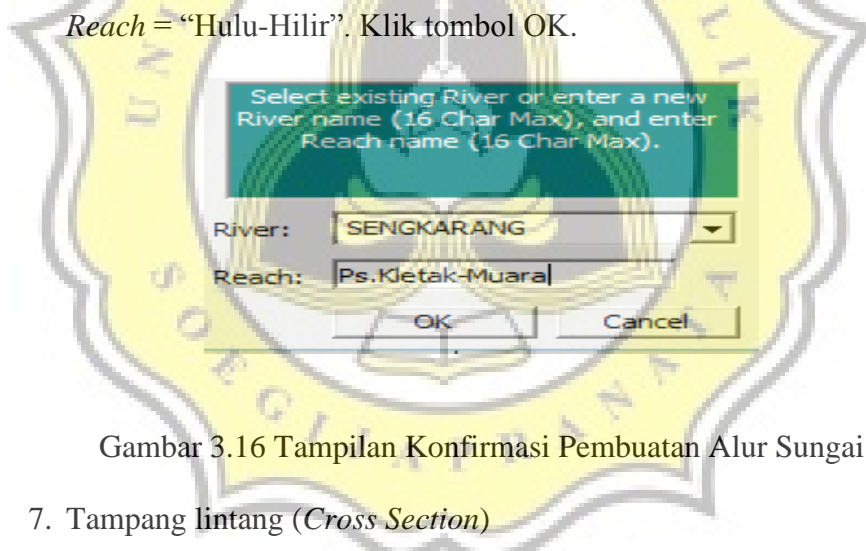 Reach = “Hulu-Hilir”. Klik tombol OK.
Select existing River or enter a new
River name (16 Char Max), and enter
Reach name (16 Char Max).
River: SENGKARANG
Reach: Ps.Kletak-Muara
OK Cancel
Gambar 3.16 Tampilan Konfirmasi Pembuatan Alur Sungai
7. Tampang lintang (Cross Section)
SOEGIJAPRANATA